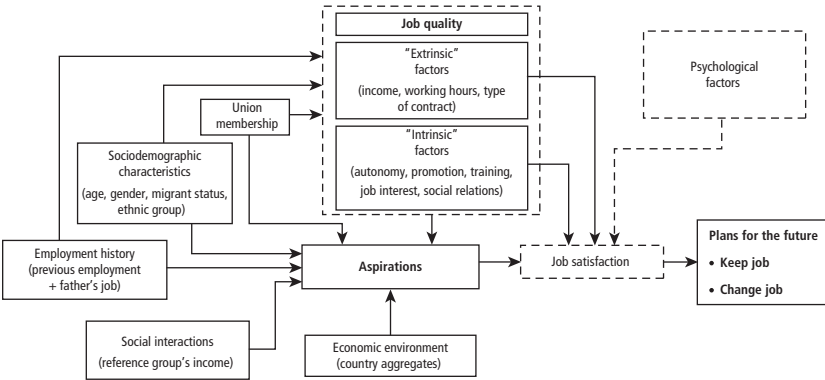 Job quality
"Extrinsic"
factors
(income, working hours, type
of contract)
"Intrinsic"
factors
(autonomy, promotion, training,
job interest, social relations)
Psychological
factors
Union
membership
Sociodemographic
characteristics
(age, gender, migrant status,
ethnic group)
Employment history
(previous employment
+ father's job)
Aspirations
Job satisfaction
Plans for the future
• Keep job
• Change job
Social interactions
(reference group's income)
Economic environment
(country aggregates)